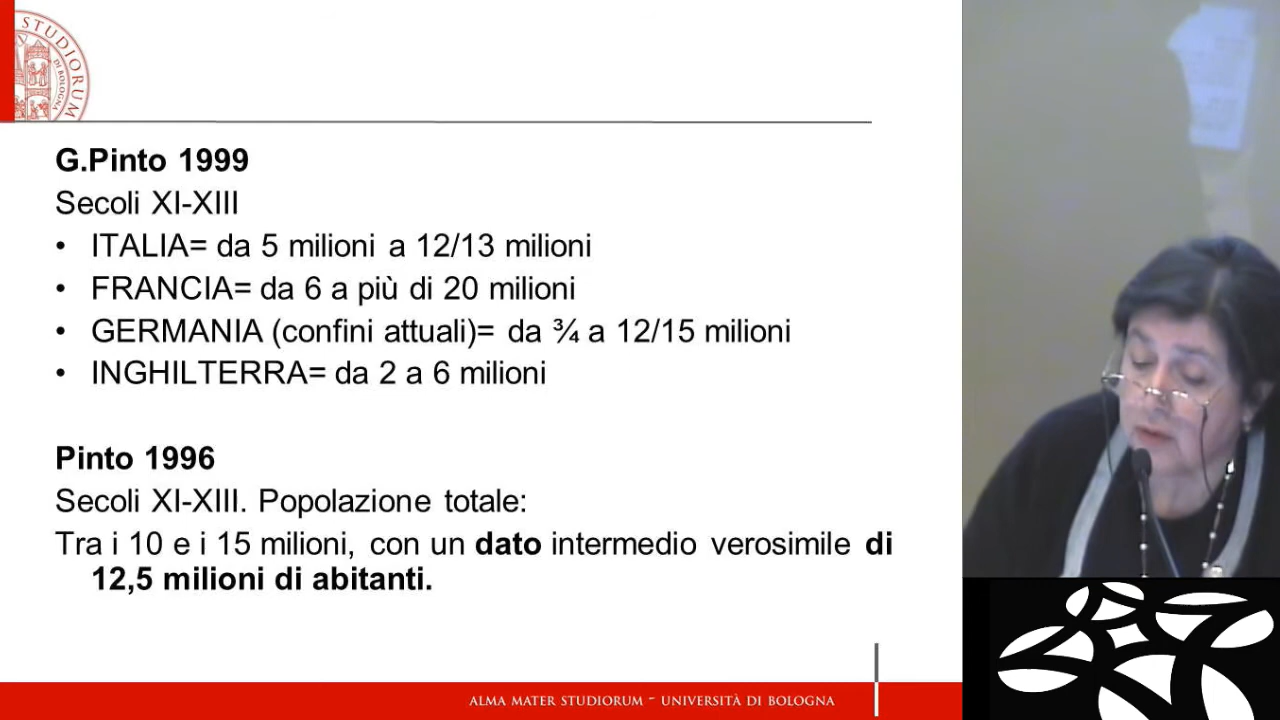 STUDIORUM
DI BOLOGNA
G.Pinto 1999
Secoli XI-XIII
• ITALIA= da 5 milioni a 12/13 milioni
• FRANCIA= da 6 a più di 20 milioni
• GERMANIA (confini attuali)= da ¾ a 12/15 milioni
• INGHILTERRA= da 2 a 6 milioni
Pinto 1996
Secoli XI-XIII. Popolazione totale:
Tra i 10 e i 15 milioni, con un dato intermedio verosimile di
12,5 milioni di abitanti.
ALMA MATER STUDIORUM ~ UNIVERSITÀ DI BOLOGNA